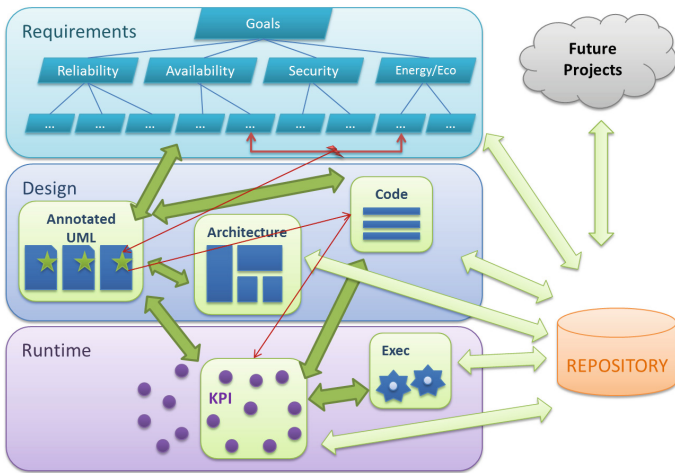 Requirements
Goals
Reliability
Availability
Security
Energy/Eco
...
...
...
...
...
...
...
...
...
Future
Projects
Design
Annotated
UML
Architecture
Code
Runtime
KPI
Exec
REPOSITORY